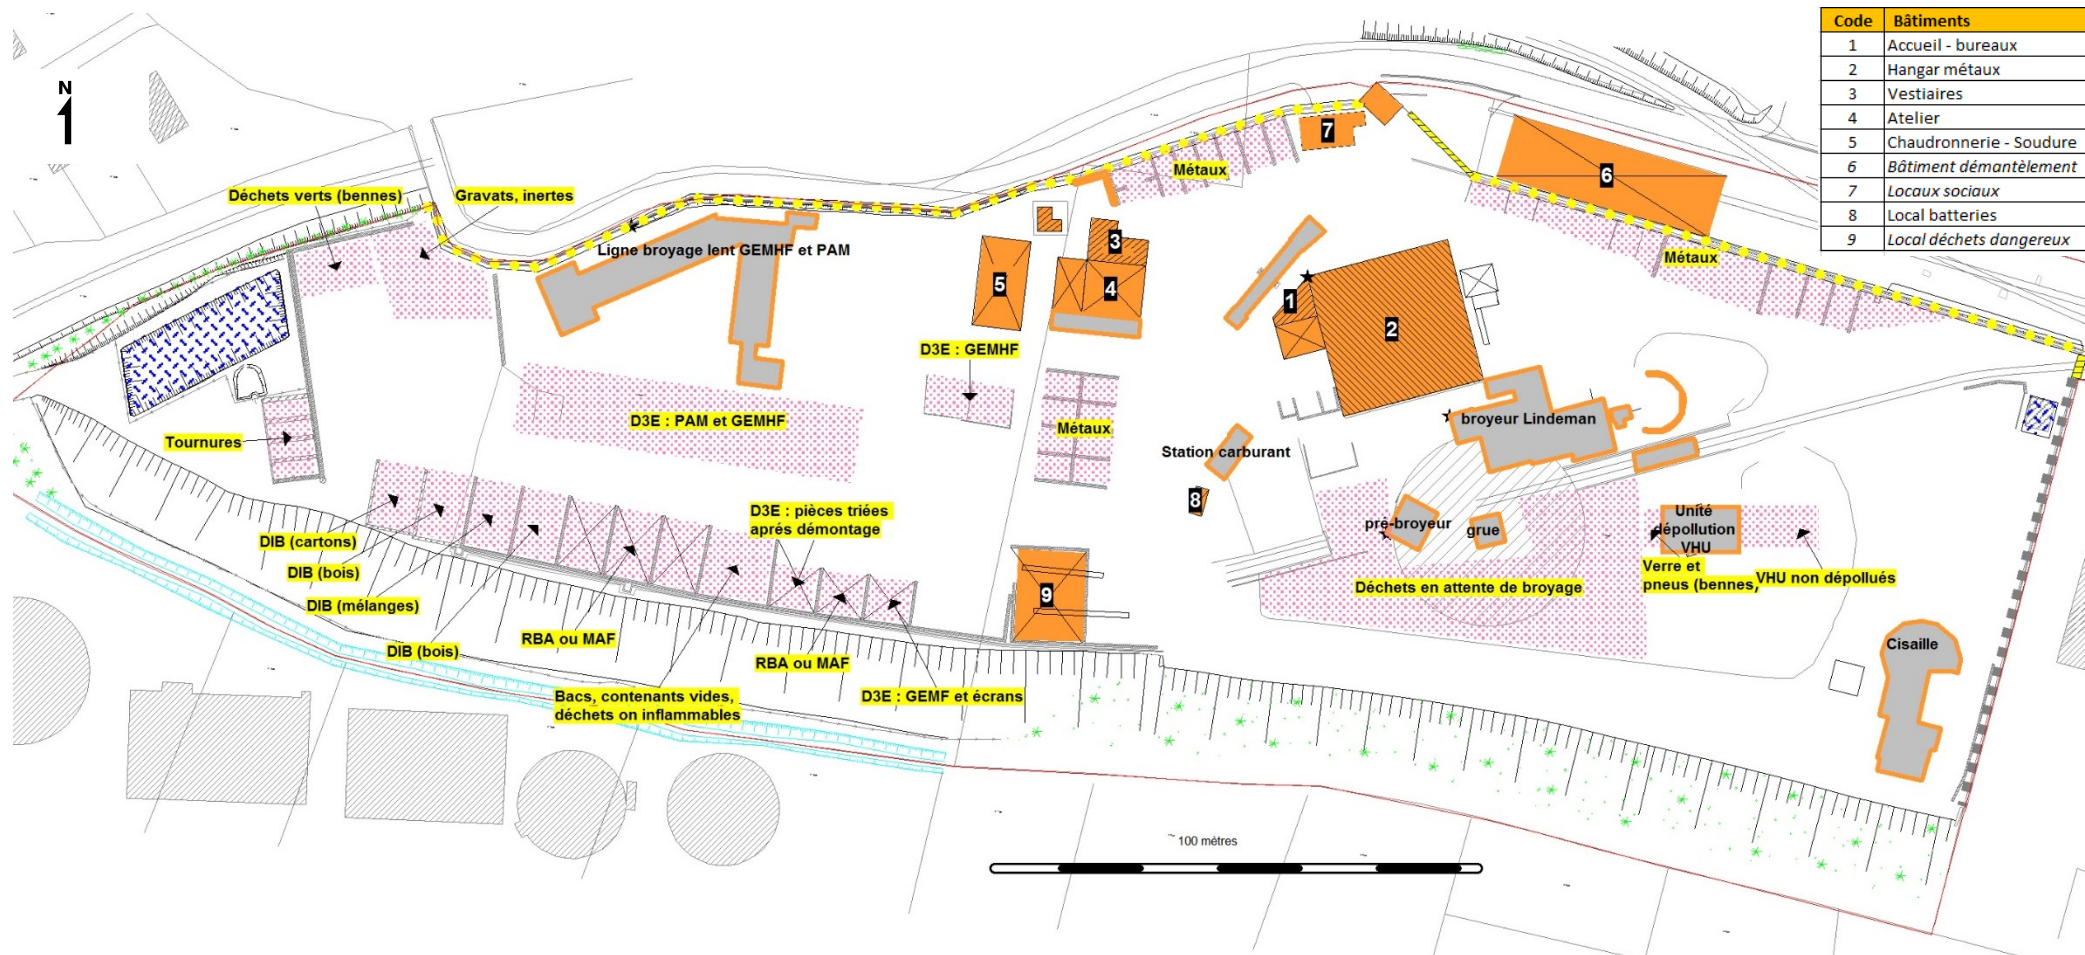 Code Bâtiments
1 Accueil - bureaux
2 Hangar métaux
3 Vestiaires
4 Atelier
5 Chaudronnerie - Soudure
6 Bâtiment démantèlement
7 Locaux sociaux
8 Local batteries
9 Local déchets dangereux
N
7
6
Métaux
Déchets verts (bennes)
Gravats, inertes
Ligne broyage lent GEMHF et PAM
3
Métaux
5
4
1
2
D3E : GEMHF
D3E : PAM et GEMHF
Métaux
broyeur Lindeman
Tournures
Station carburant
8
D3E : pièces triées
aprés démontage
pré-broyeur
grue
Unité
dépollution
VHU
DIB (cartons)
DIB (bois)
DIB (mélanges)
DIB (bois)
RBA ou MAF
RBA ou MAF
9
Déchets en attente de broyage
Verre et
pneus (bennes,
VHU non dépollués
Bacs, contenants vides,
déchets on inflammables
D3E : GEMF et écrans
Cisaille
100 mètres